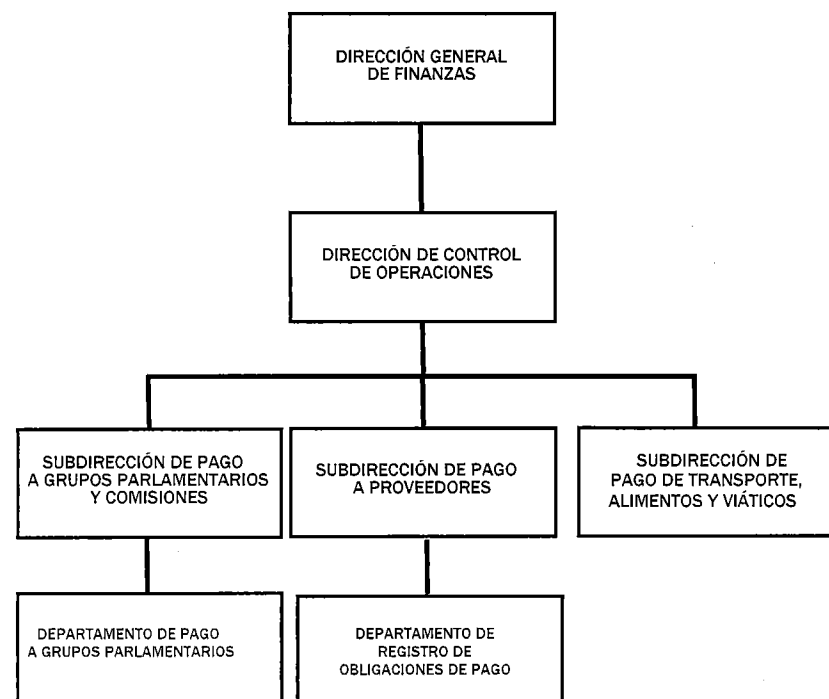 DIRECCIÓN GENERAL
DE FINANZAS
DIRECCIÓN DE CONTROL
DE OPERACIONES
SUBDIRECCIÓN DE PAGO
A GRUPOS PARLAMENTARIOS
Y COMISIONES
SUBDIRECCIÓN DE PAGO
A PROVEEDORES
SUBDIRECCIÓN DE
PAGO DE TRANSPORTE,
ALIMENTOS Y VIÁTICOS
DEPARTAMENTO DE PAGO
A GRUPOS PARLAMENTARIOS
DEPARTAMENTO DE
REGISTRO DE
OBLIGACIONES DE PAGO